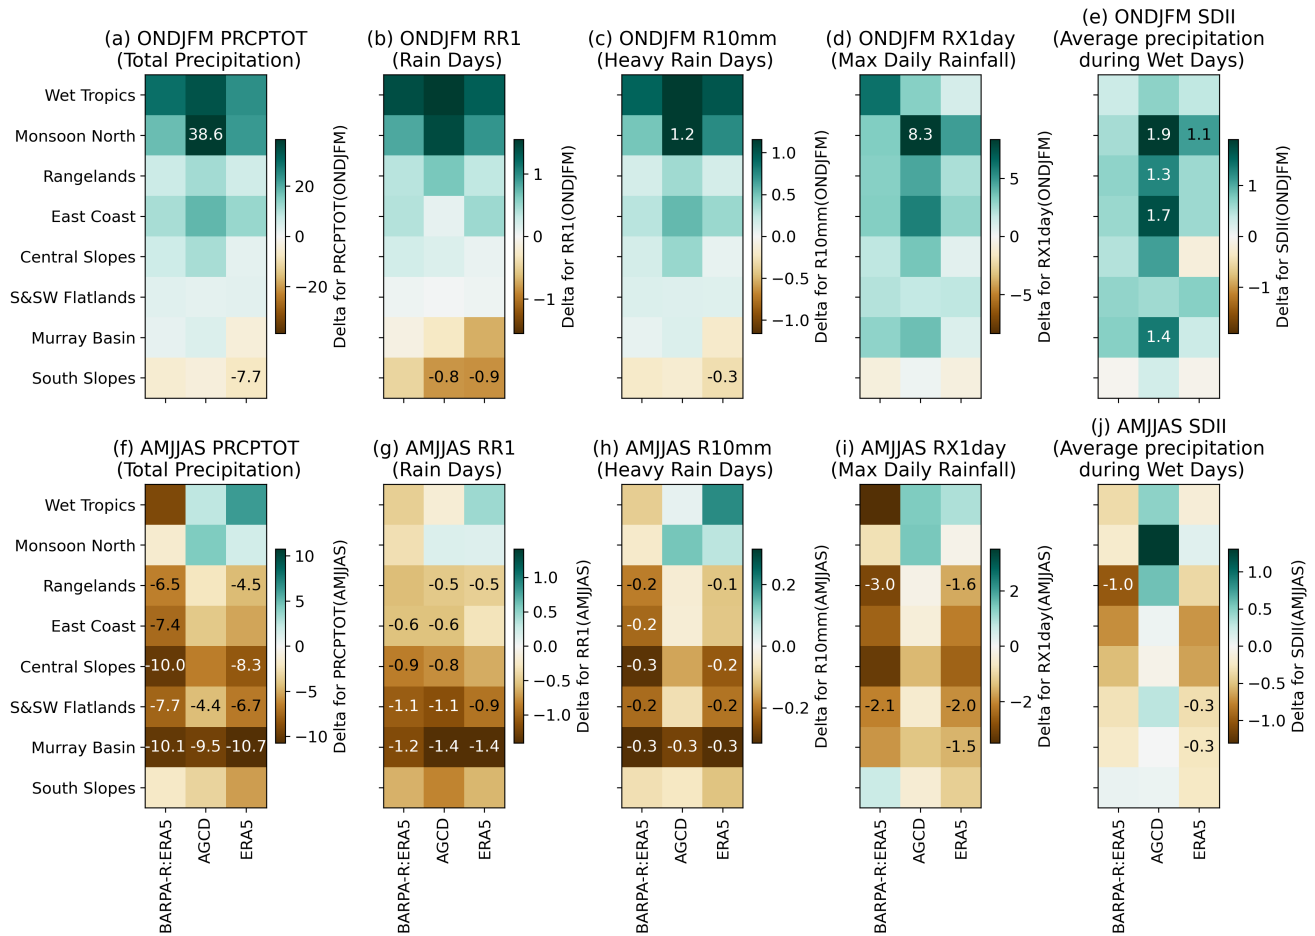 (a) ONDJFM PRCPTOT
(Total Precipitation)
(b) ONDJFM RR1
(Rain Days)
(c) ONDJFM R10mm
(Heavy Rain Days)
(d) ONDJFM RX1day
(Max Daily Rainfall)
(e) ONDJFM SDII
(Average precipitation
during Wet Days)
Wet Tropics
Monsoon North
Rangelands
East Coast
Central Slopes
S&SW Flatlands
Murray Basin
South Slopes
38.6
-7.7
20
0
−20
Delta for PRCPTOT(ONDJFM)
-0.8 -0.9
1
0
−1
Delta for RR1(ONDJFM)
1.2
-0.3
1.0
0.5
0.0
−0.5
−1.0
Delta for R10mm(ONDJFM)
8.3
5
0
−5
Delta for RX1day(ONDJFM)
1.9 1.1
1.3
1.7
1.4
1
0
−1
Delta for SDII(ONDJFM)
(f) AMJJAS PRCPTOT
(Total Precipitation)
(g) AMJJAS RR1
(Rain Days)
(h) AMJJAS R10mm
(Heavy Rain Days)
(i) AMJJAS RX1day
(Max Daily Rainfall)
(j) AMJJAS SDII
(Average precipitation
during Wet Days)
Wet Tropics
Monsoon North
Rangelands
East Coast
Central Slopes
S&SW Flatlands
Murray Basin
South Slopes
-6.5 -4.5
-7.4
-10.0 -8.3
-7.7 -4.4 -6.7
-10.1 -9.5 -10.7
10
5
0
−5
−10
Delta for PRCPTOT(AMJJAS)
-0.5 -0.5
-0.6 -0.6
-0.9 -0.8
-1.1 -1.1 -0.9
-1.2 -1.4 -1.4
1.0
0.5
0.0
−0.5
−1.0
Delta for RR1(AMJJAS)
-0.2 -0.1
-0.2
-0.3 -0.2
-0.2 -0.2
-0.3 -0.3 -0.3
0.2
0.0
−0.2
Delta for R10mm(AMJJAS)
-3.0 -1.6
-2.1 -2.0
-1.5
2
0
−2
Delta for RX1day(AMJJAS)
-1.0
-0.3
-0.3
1.0
0.5
0.0
−0.5
−1.0
Delta for SDII(AMJJAS)
BARPA-R:ERA5
AGCD
ERA5
BARPA-R:ERA5
AGCD
ERA5
BARPA-R:ERA5
AGCD
ERA5
BARPA-R:ERA5
AGCD
ERA5
BARPA-R:ERA5
AGCD
ERA5